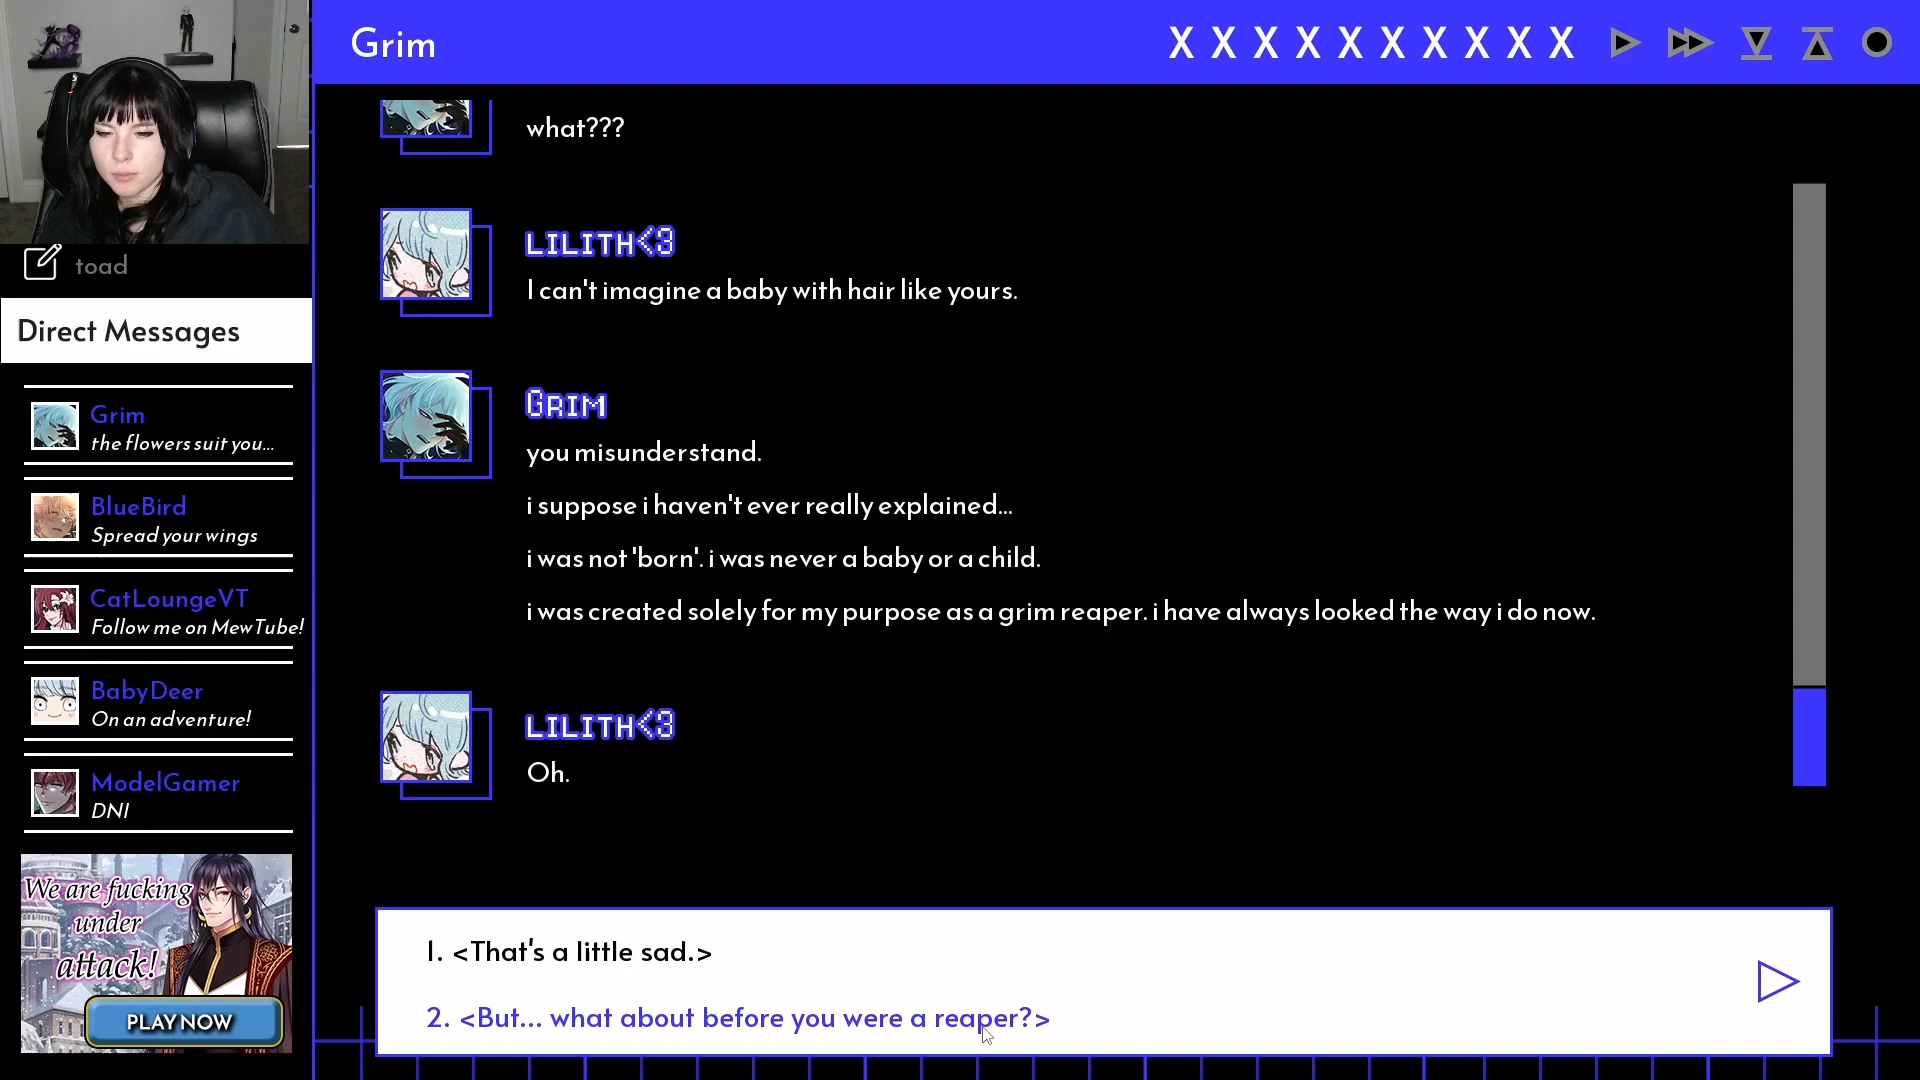 Grim
X X X X X X X X X X
toad
Direct Messages
Grim
the flowers suit you...
BlueBird
Spread your wings
CatLoungeVT
Follow me on MewTube!
BabyDeer
On an adventure!
ModelGamer
DNI
We are fucking
under
attack!
PLAY NOW
what???
LILITH<3
I can't imagine a baby with hair like yours.
GRIM
you misunderstand.
i suppose i haven't ever really explained...
i was not 'born'. i was never a baby or a child.
i was created solely for my purpose as a grim reaper. i have always looked the way i do now.
LILITH<3
Oh.
1. <That's a little sad.>
2. <But... what about before you were a reaper?>